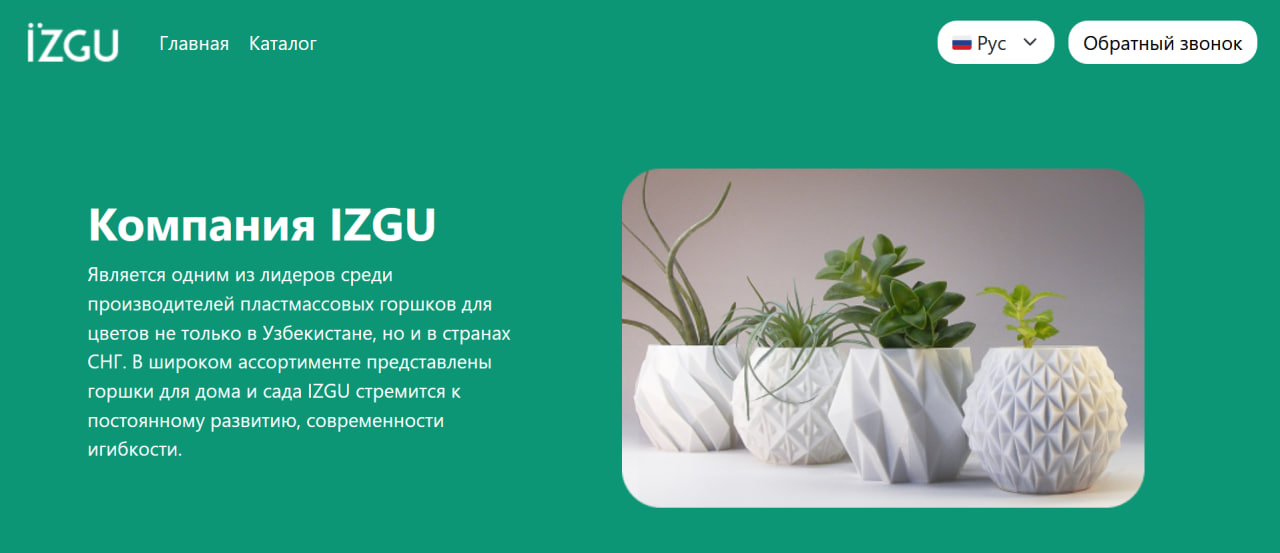 ÏZGU Главная Каталог Рус Обратный звонок
Компания IZGU
Является одним из лидеров среди
производителей пластмассовых горшков для
цветов не только в Узбекистане, но и в странах
СНГ. В широком ассортименте представлены
горшки для дома и сада IZGU стремится к
постоянному развитию, современности
игибкости.